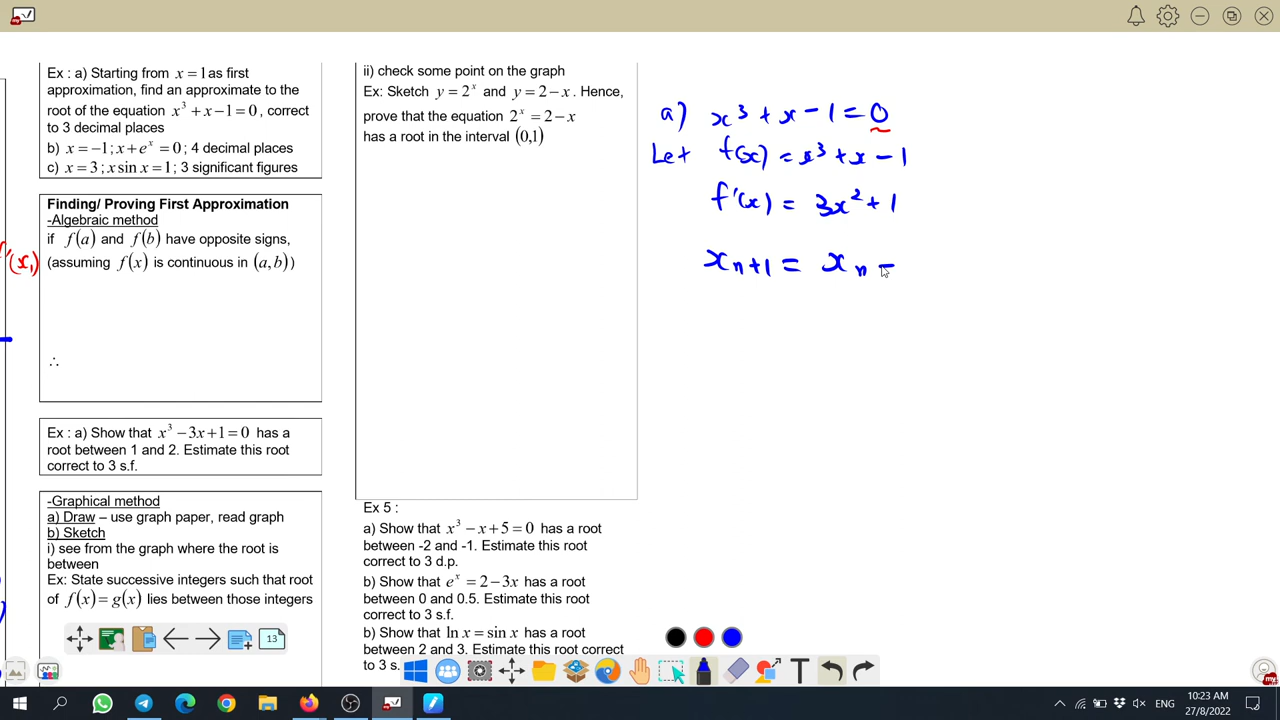 Ex : a) Starting from x = 1 as first
approximation, find an approximate to the
root of the equation x³ + x − 1 = 0 , correct
to 3 decimal places
b) x = −1 ; x + eˣ = 0 ; 4 decimal places
c) x = 3 ; x sin x = 1 ; 3 significant figures
Finding/ Proving First Approximation
-Algebraic method
if f(a) and f(b) have opposite signs,
(assuming f(x) is continuous in (a,b) )
∴
Ex : a) Show that x³ − 3x + 1 = 0 has a
root between 1 and 2. Estimate this root
correct to 3 s.f.
-Graphical method
a) Draw – use graph paper, read graph
b) Sketch
i) see from the graph where the root is
between
Ex: State successive integers such that root
of f(x) = g(x) lies between those integers
'(x₁)
ii) check some point on the graph
Ex: Sketch y = 2ˣ and y = 2 − x . Hence,
prove that the equation 2ˣ = 2 − x
has a root in the interval (0,1)
Ex 5 :
a) Show that x³ − x + 5 = 0 has a root
between -2 and -1. Estimate this root
correct to 3 d.p.
b) Show that eˣ = 2 − 3x has a root
between 0 and 0.5. Estimate this root
correct to 3 s.f.
b) Show that ln x = sin x has a root
between 2 and 3. Estimate this root correct
to 3 s.
a) x³ + x − 1 = 0
Let f(x) = x³ + x − 1
f'(x) = 3x² + 1
xₙ₊₁ = xₙ −
13
T
10:23 AM
27/8/2022
my
my